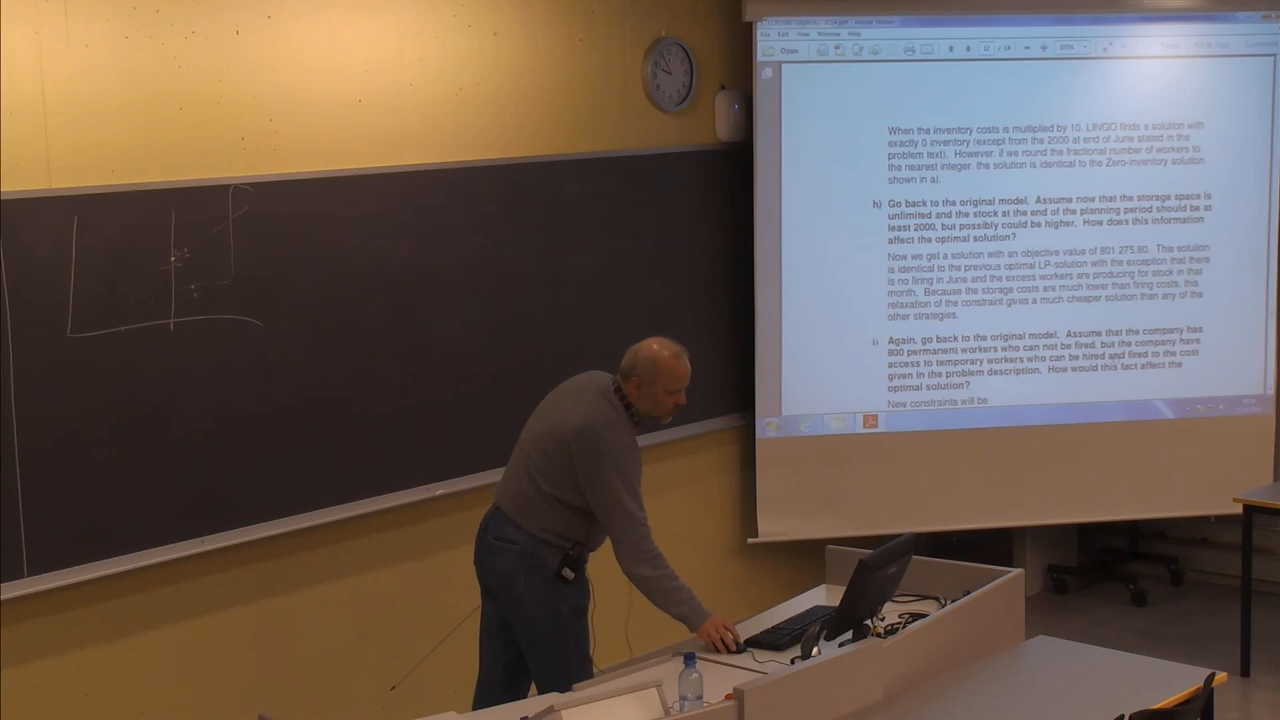 File Edit View Window Help
Open
When the inventory costs is multiplied by 10, LINGO finds a solution with
exactly 0 inventory (except from the 2000 at end of June stated in the
problem text). However, if we round the fractional number of workers to
the nearest integer, the solution is identical to the Zero-inventory solution
shown in a).
h) Go back to the original model. Assume now that the storage space is
unlimited and the stock at the end of the planning period should be at
least 2000, but possibly could be higher. How does this information
affect the optimal solution?
Now we get a solution with an objective value of 801 275.80. This solution
is identical to the previous optimal LP-solution with the exception that there
is no firing in June and the excess workers are producing for stock in that
month. Because the storage costs are much lower than firing costs, this
relaxation of the constraint gives a much cheaper solution than any of the
other strategies.
i) Again, go back to the original model. Assume that the company has
800 permanent workers who can not be fired, but the company have
access to temporary workers who can be hired and fired to the cost
given in the problem description. How would this fact affect the
optimal solution?
New constraints will be